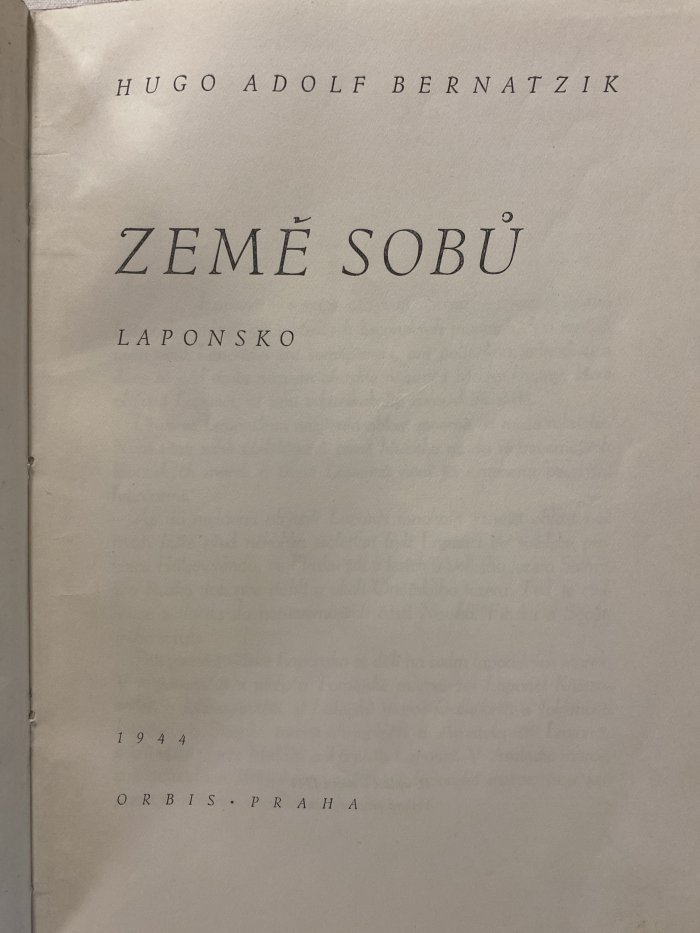 HUGO ADOLF BERNATZIK
ZEMĚ SOBŮ
LAPONSKO
1944
ORBIS · PRAHA